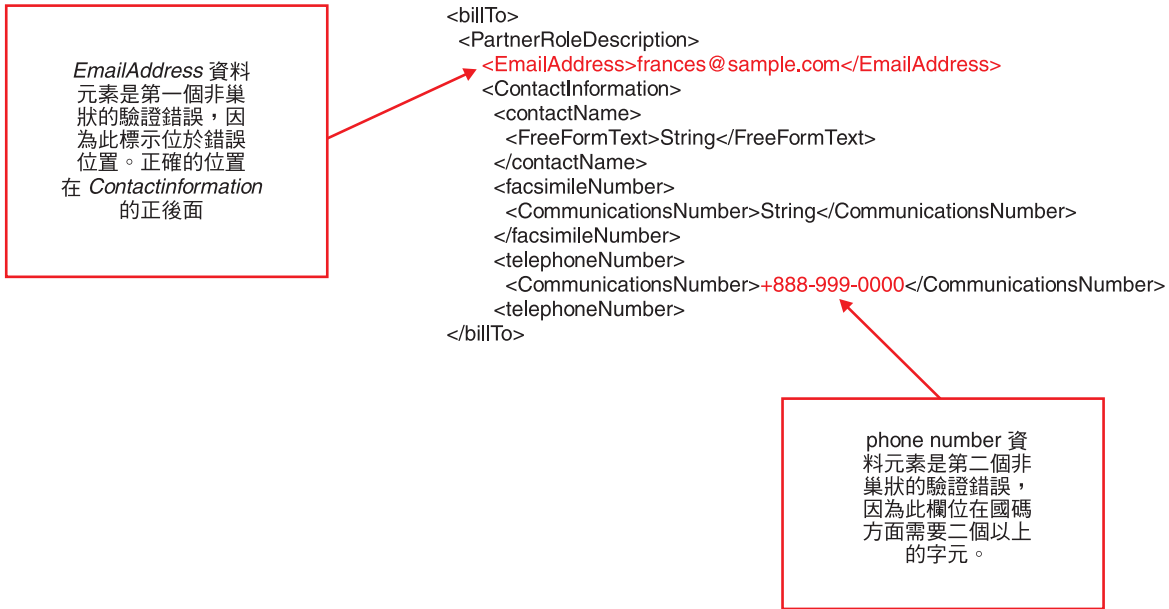 <billTo>
<PartnerRoleDescription>
<EmailAddress>frances@sample.com</EmailAddress>
<ContactInformation>
<contactName>
<FreeFormText>String</FreeFormText>
</contactName>
<facsimileNumber>
<CommunicationsNumber>String</CommunicationsNumber>
</facsimileNumber>
<telephoneNumber>
<CommunicationsNumber>+888-999-0000</CommunicationsNumber>
<telephoneNumber>
</billTo>
EmailAddress 資料
元素是第一個非巢
狀的驗證錯誤，因
為此標示位於錯誤
位置。正確的位置
在 Contactinformation
的正後面
phone number 資
料元素是第二個非
巢狀的驗證錯誤，
因為此欄位在國碼
方面需要二個以上
的字元。